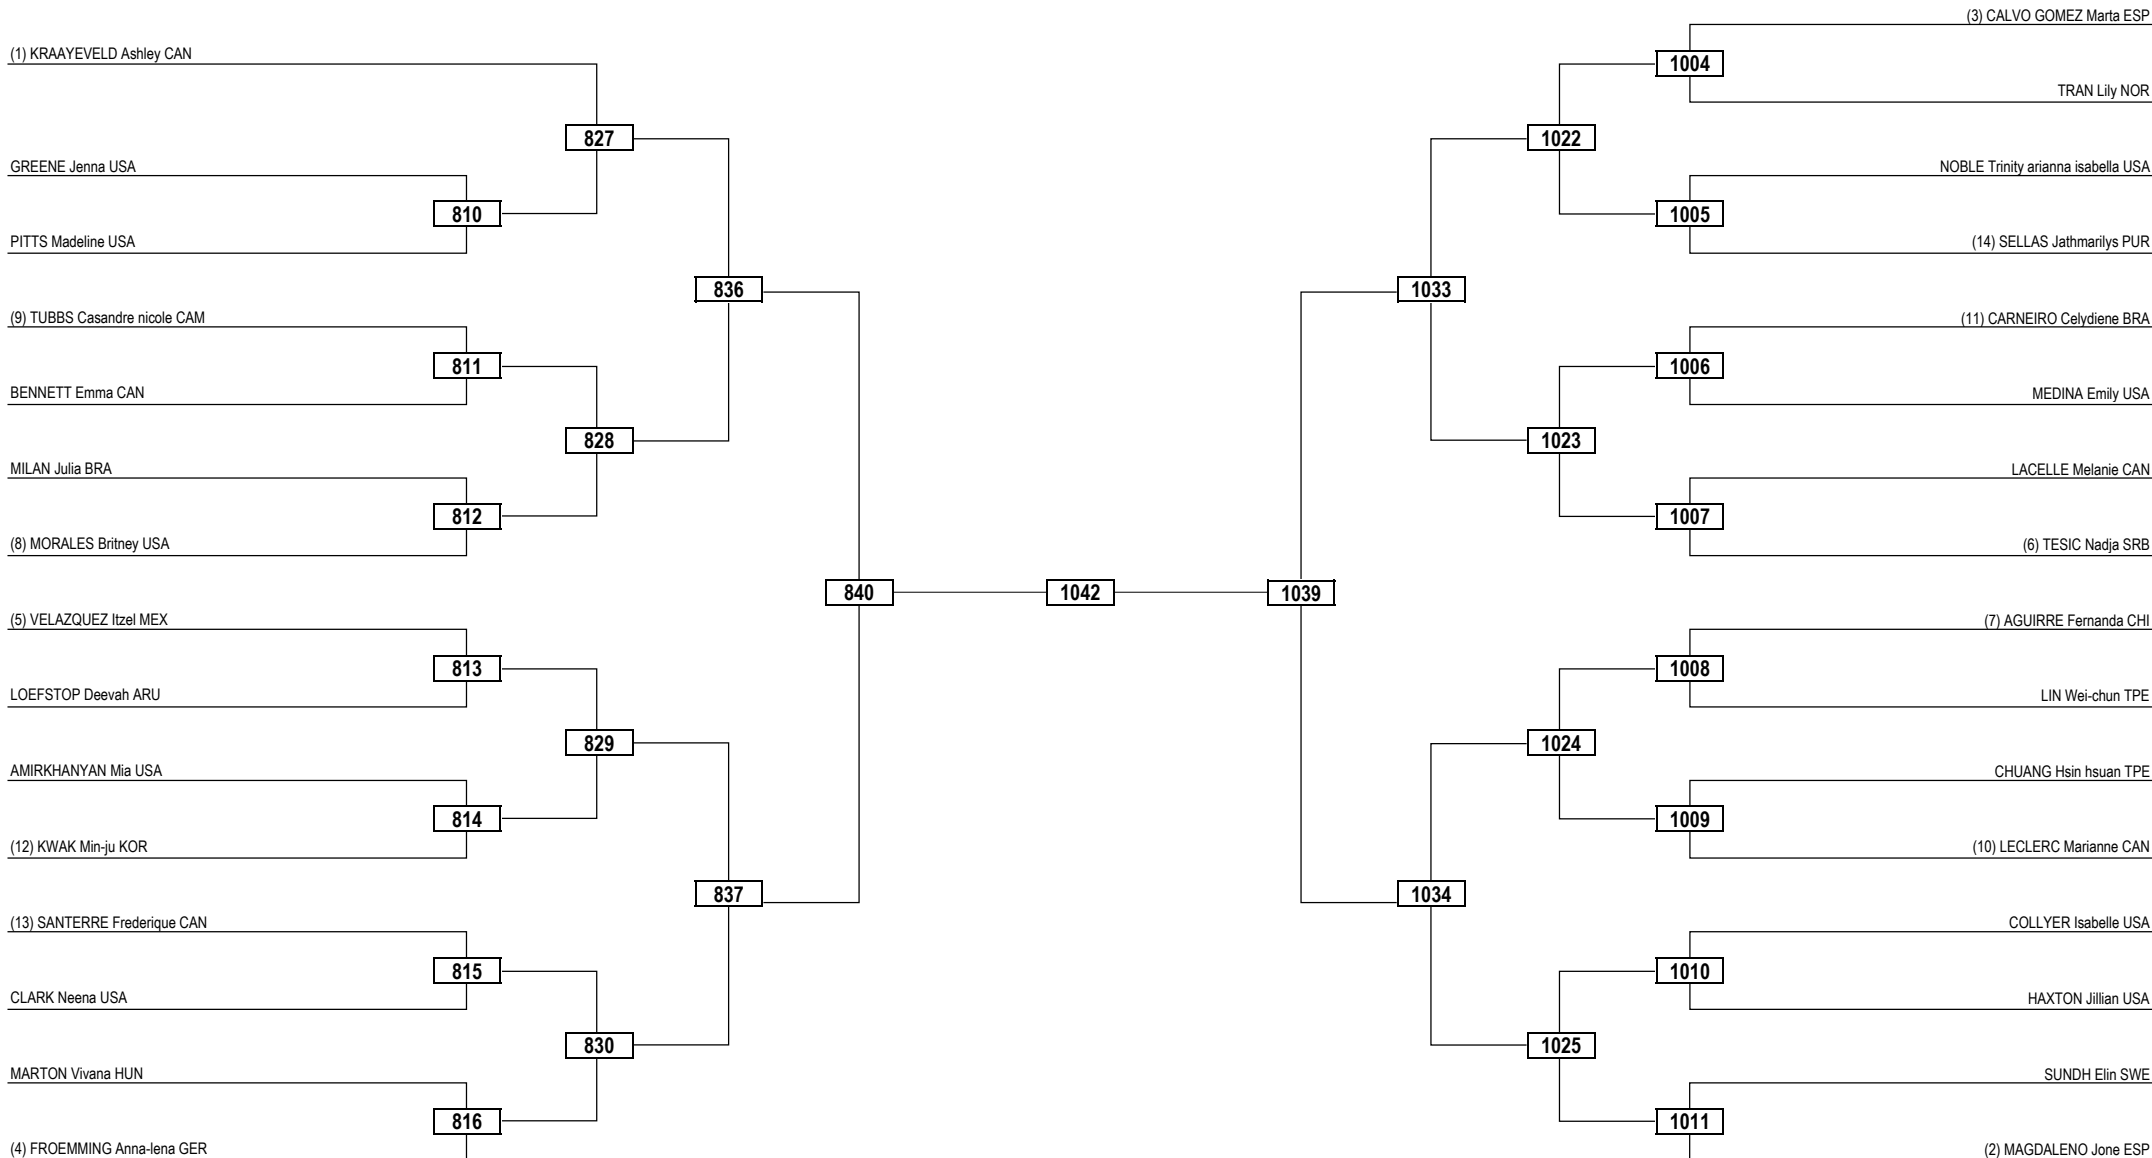 (3) CALVO GOMEZ Marta ESP
(1) KRAAYEVELD Ashley CAN
1004
TRAN Lily NOR
827
1022
GREENE Jenna USA
NOBLE Trinity arianna isabella USA
810
1005
PITTS Madeline USA
(14) SELLAS Jathmarilys PUR
836
1033
(9) TUBBS Casandre nicole CAM
(11) CARNEIRO Celydiene BRA
811
1006
BENNETT Emma CAN
MEDINA Emily USA
828
1023
MILAN Julia BRA
LACELLE Melanie CAN
812
1007
(8) MORALES Britney USA
(6) TESIC Nadja SRB
840
1042
1039
(5) VELAZQUEZ Itzel MEX
(7) AGUIRRE Fernanda CHI
813
1008
LOEFSTOP Deevah ARU
LIN Wei-chun TPE
829
1024
AMIRKHANYAN Mia USA
CHUANG Hsin hsuan TPE
814
1009
(12) KWAK Min-ju KOR
(10) LECLERC Marianne CAN
837
1034
(13) SANTERRE Frederique CAN
COLLYER Isabelle USA
815
1010
CLARK Neena USA
HAXTON Jillian USA
830
1025
MARTON Vivana HUN
SUNDH Elin SWE
816
1011
(4) FROEMMING Anna-lena GER
(2) MAGDALENO Jone ESP